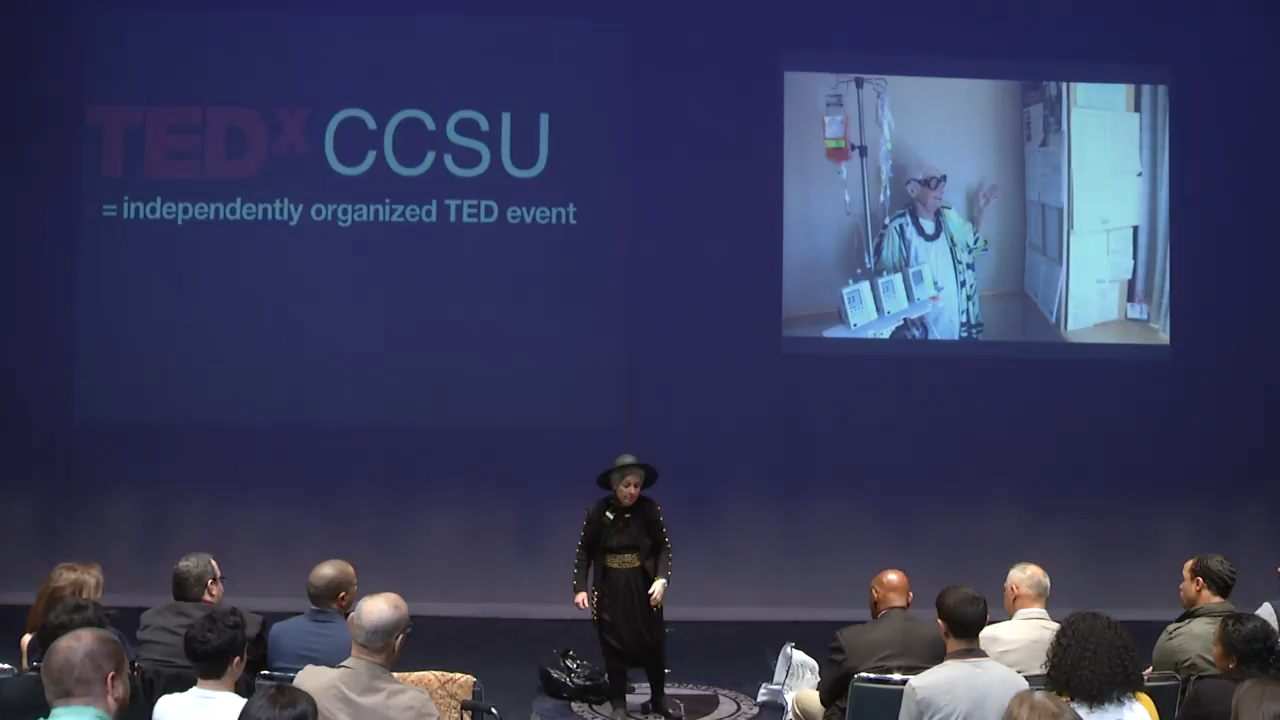 TEDx CCSU
= independently organized TED event